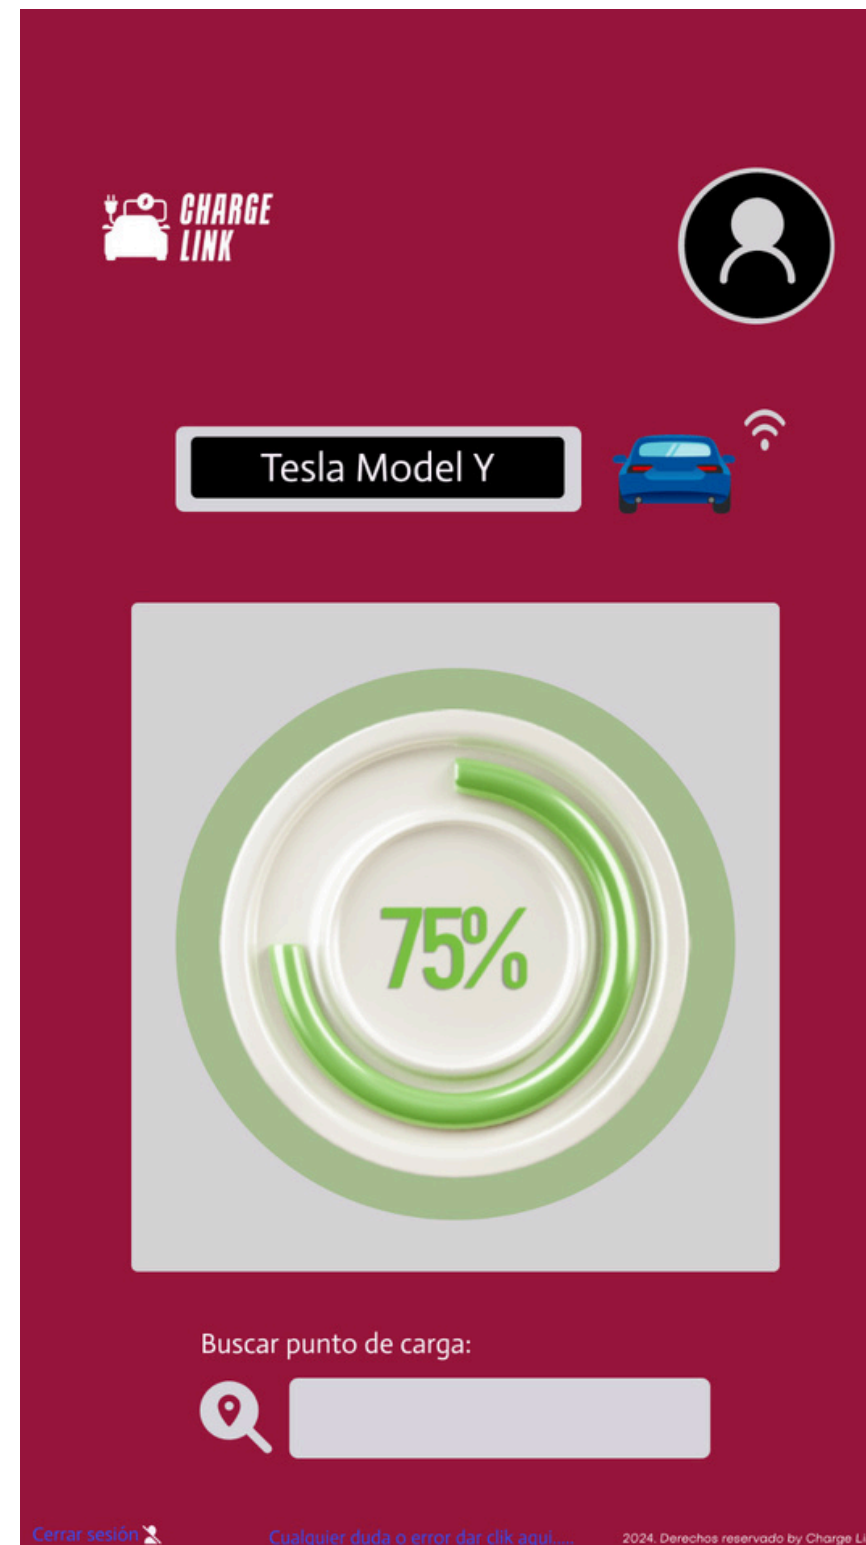 CHARGE
LINK
Tesla Model Y
75%
Buscar punto de carga:
Cerrar sesión
Cualquier duda o error dar clik aqui.....
2024. Derechos reservado by Charge Li